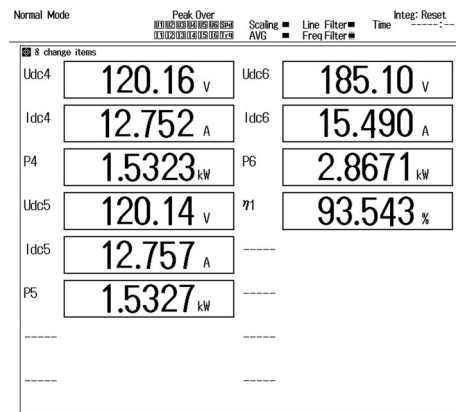 Normal Mode
Peak Over
U1 U2 U3 U4 U5 U6 Spd
I1 I2 I3 I4 I5 I6 Trq
Scaling ■ Line Filter ■ Time -----:--
AVG ■ Freq Filter ■
Integ: Reset
8 change items
Udc4 120.16 V
Idc4 12.752 A
P4 1.5323 kW
Udc5 120.14 V
Idc5 12.757 A
P5 1.5327 kW
-----
-----
Udc6 185.10 V
Idc6 15.490 A
P6 2.8671 kW
η1 93.543 %
-----
-----
-----
-----